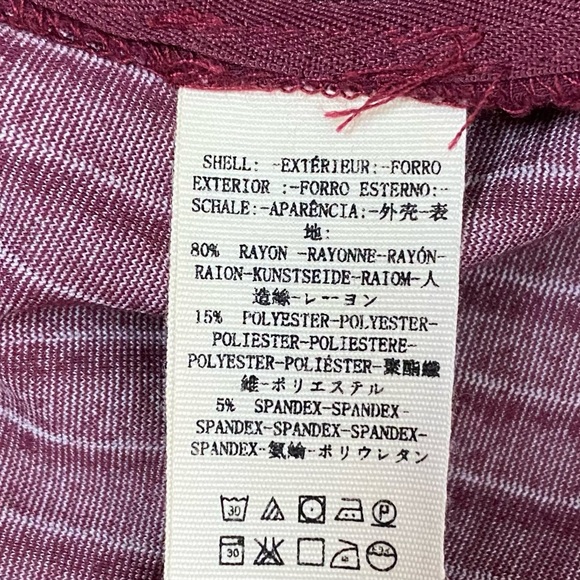 SHELL: -EXTÉRIEUR:-FORRO
EXTERIOR :-FORRO ESTERNO:-
SCHALE:-APARÊNCIA:-外壳-表
地:
80% RAYON -RAYONNE-RAYÓN-
RAION-KUNSTSEIDE-RAIOM-人
造絲-レーヨン
15% POLYESTER-POLYESTER-
POLIESTER-POLIESTERE-
POLYESTER-POLIÉSTER-聚酯纖
維-ポリエステル
5% SPANDEX-SPANDEX-
SPANDEX-SPANDEX-SPANDEX-
SPANDEX-氨綸-ポリウレタン
30 P
30